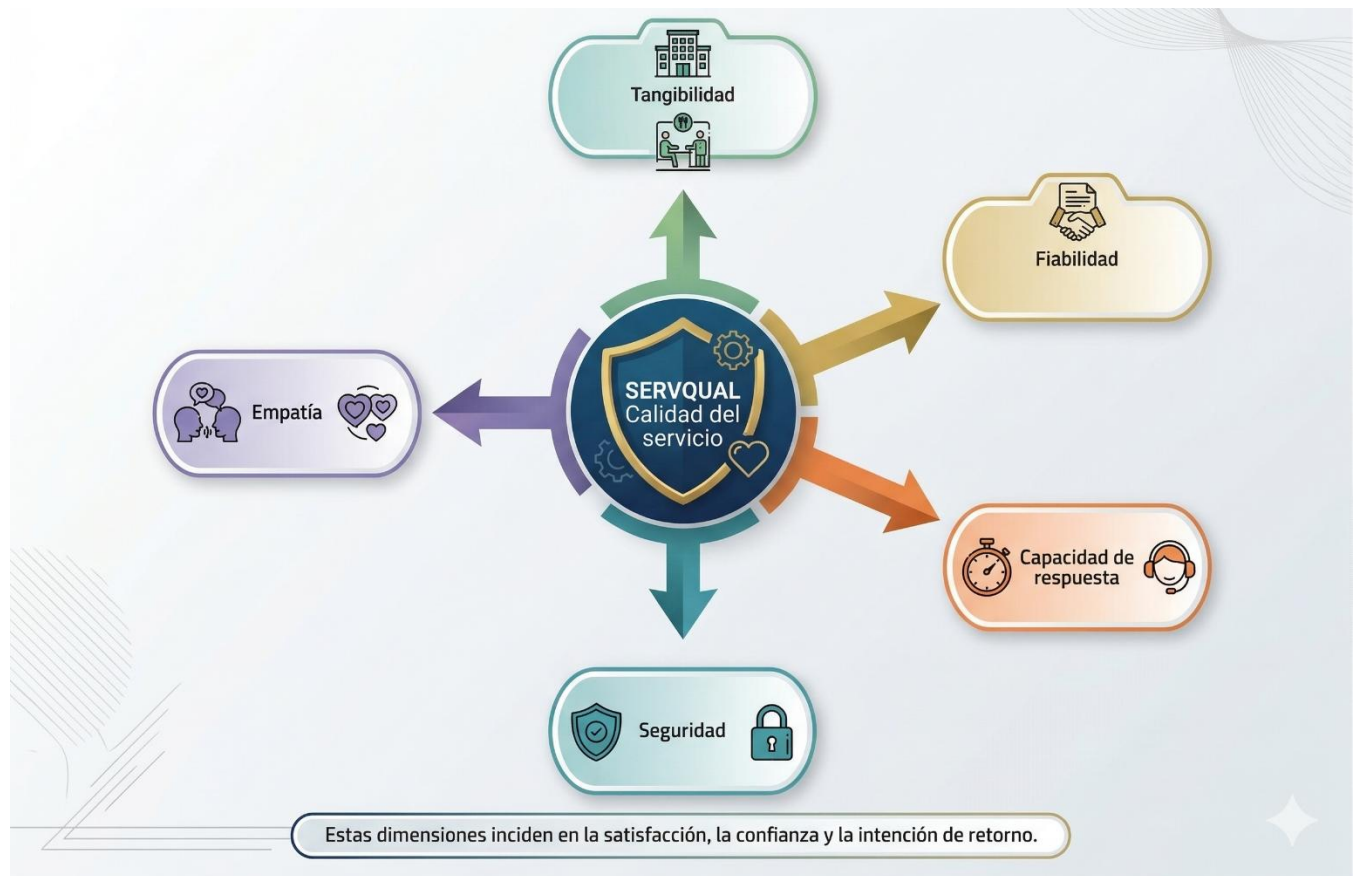 Tangibilidad
Fiabilidad
SERVQUAL
Calidad del
servicio
Empatía
Capacidad de
respuesta
Seguridad
Estas dimensiones inciden en la satisfacción, la confianza y la intención de retorno.